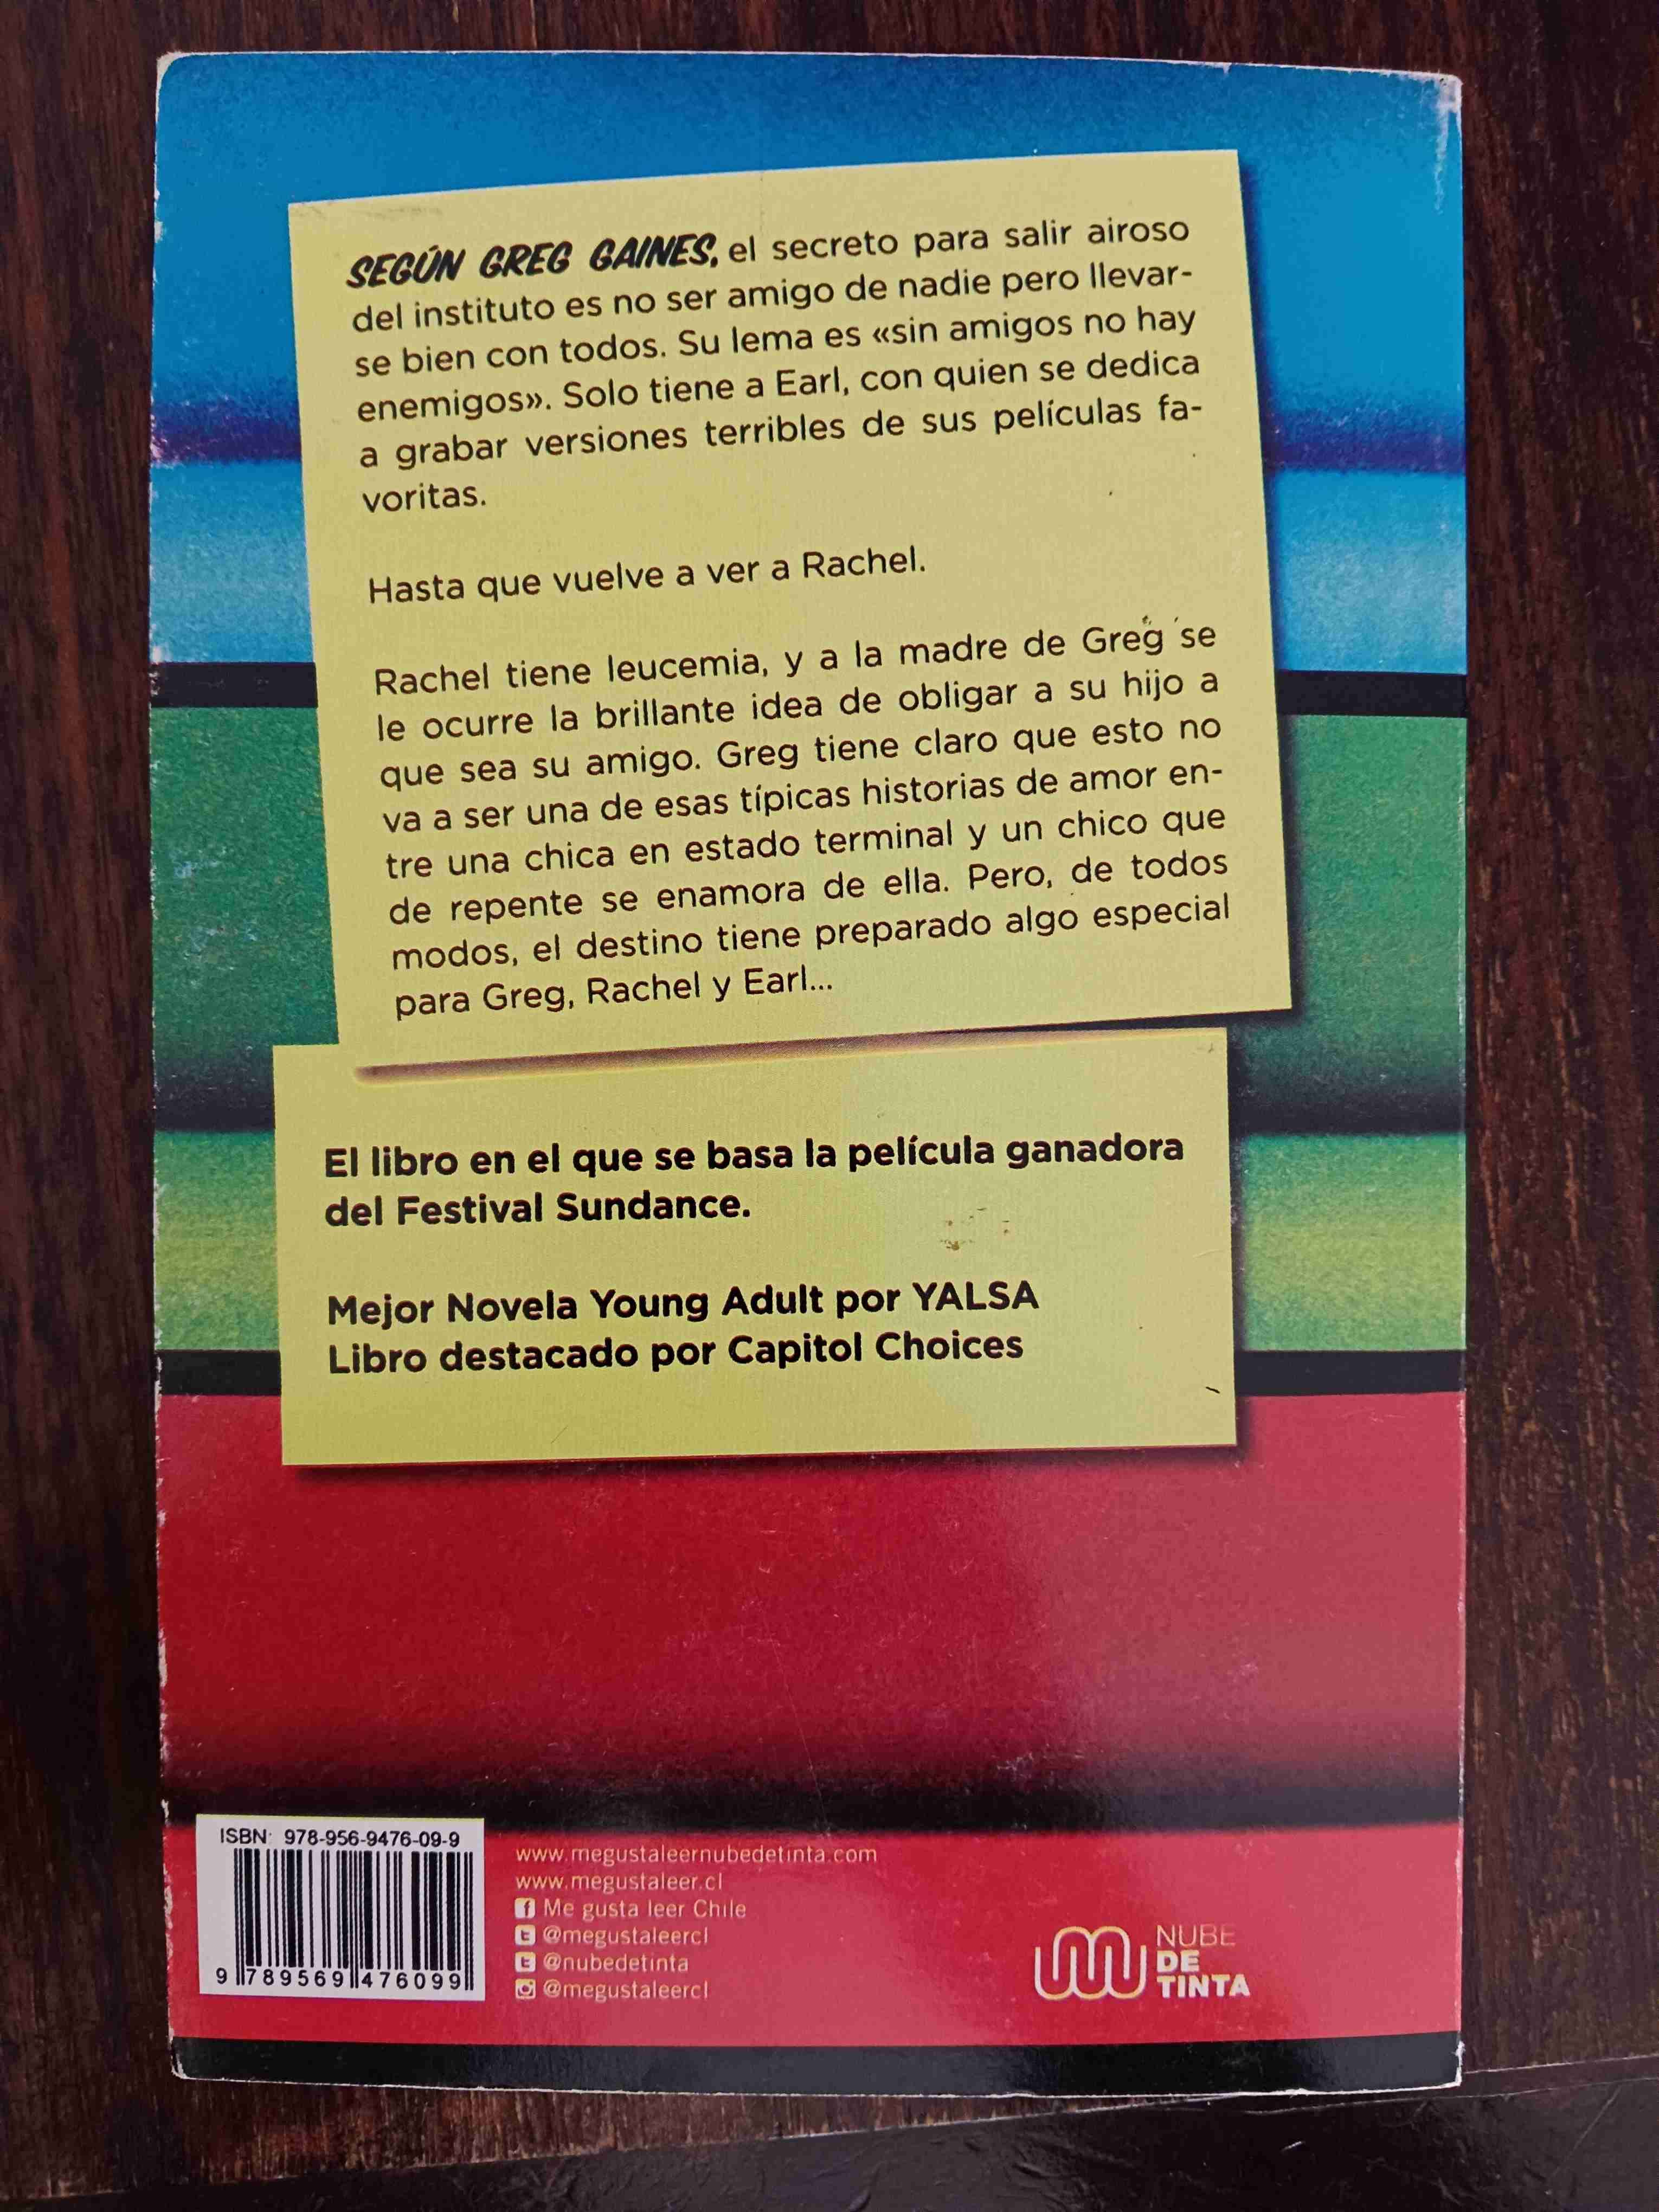 SEGÚN GREG GAINES, el secreto para salir airoso
del instituto es no ser amigo de nadie pero llevar-
se bien con todos. Su lema es «sin amigos no hay
enemigos». Solo tiene a Earl, con quien se dedica
a grabar versiones terribles de sus películas fa-
voritas.
Hasta que vuelve a ver a Rachel.
Rachel tiene leucemia, y a la madre de Greg se
le ocurre la brillante idea de obligar a su hijo a
que sea su amigo. Greg tiene claro que esto no
va a ser una de esas típicas historias de amor en-
tre una chica en estado terminal y un chico que
de repente se enamora de ella. Pero, de todos
modos, el destino tiene preparado algo especial
para Greg, Rachel y Earl...
El libro en el que se basa la película ganadora
del Festival Sundance.
Mejor Novela Young Adult por YALSA
Libro destacado por Capitol Choices
ISBN: 978-956-9476-09-9
9 789569 476099
www.megustaleernubedetinta.com
www.megustaleer.cl
Me gusta leer Chile
@megustaleercl
@nubedetinta
@megustaleercl
NUBE
DE
TINTA